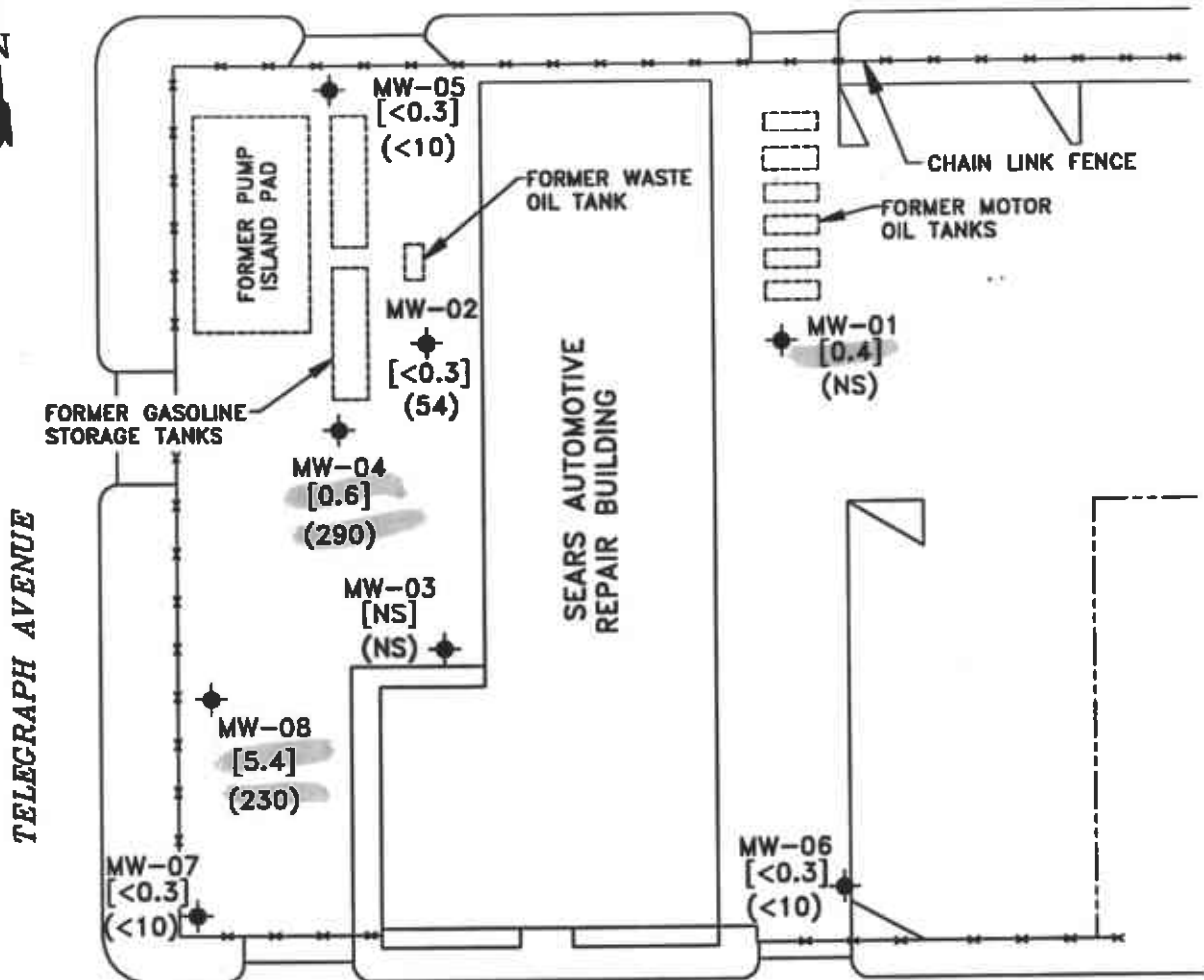 N
MW-05
[<0.3]
(<10)
FORMER PUMP
ISLAND PAD
FORMER WASTE
OIL TANK
CHAIN LINK FENCE
FORMER MOTOR
OIL TANKS
MW-02
[<0.3]
(54)
MW-01
[0.4]
(NS)
FORMER GASOLINE
STORAGE TANKS
MW-04
[0.6]
(290)
SEARS AUTOMOTIVE
REPAIR BUILDING
TELEGRAPH AVENUE
MW-03
[NS]
(NS)
MW-08
[5.4]
(230)
MW-07
[<0.3]
(<10)
MW-06
[<0.3]
(<10)